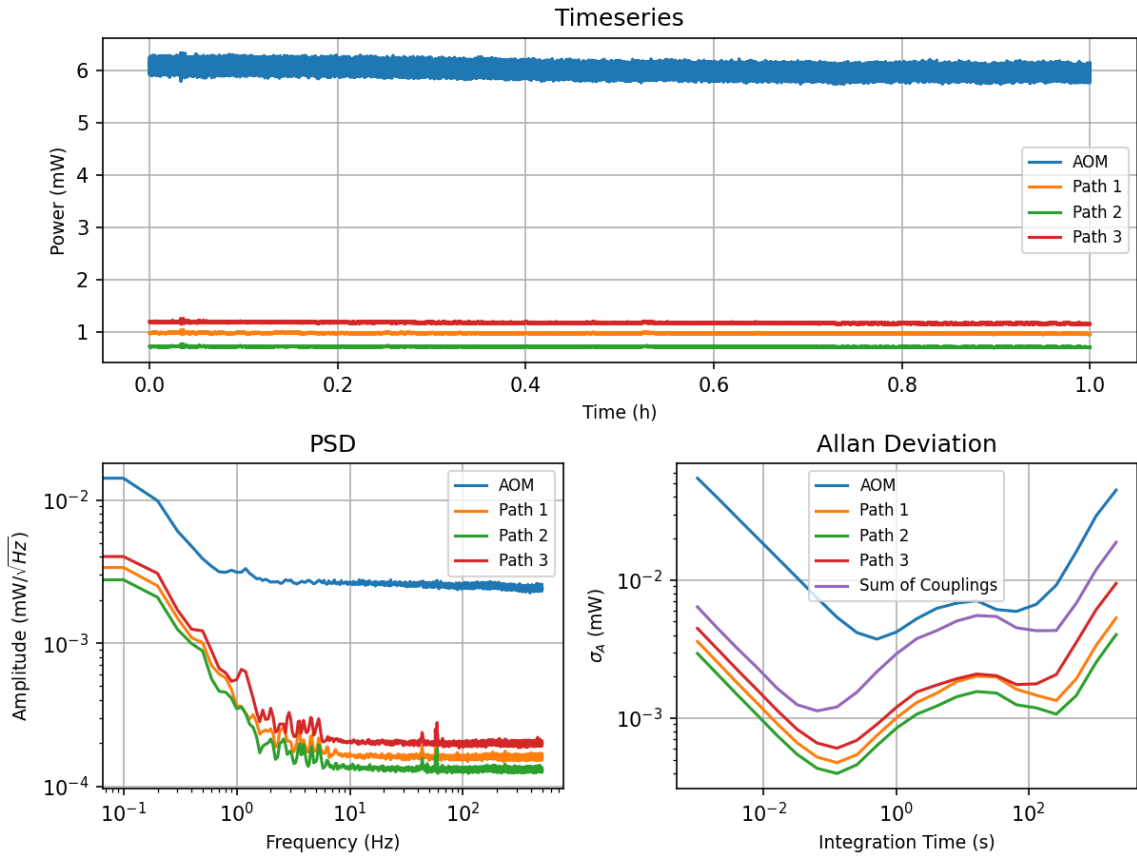 Timeseries
Power (mW)
6
5
4
3
2
1
AOM
Path 1
Path 2
Path 3
0.0 0.2 0.4 0.6 0.8 1.0
Time (h)
PSD
Amplitude (mW/√Hz)
10⁻²
10⁻³
10⁻⁴
AOM
Path 1
Path 2
Path 3
10⁻¹ 10⁰ 10¹ 10²
Frequency (Hz)
Allan Deviation
σ_A (mW)
10⁻²
10⁻³
AOM
Path 1
Path 2
Path 3
Sum of Couplings
10⁻² 10⁰ 10²
Integration Time (s)